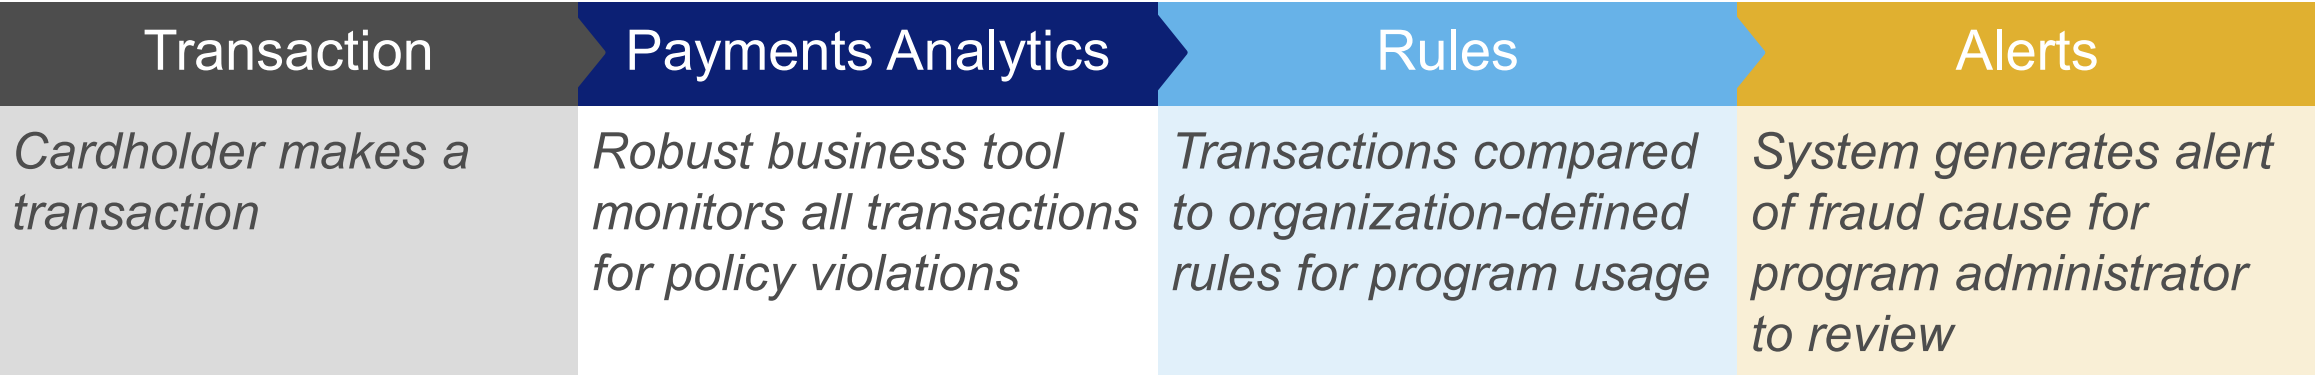 Transaction
Cardholder makes a
transaction
Payments Analytics
Robust business tool
monitors all transactions
for policy violations
Rules
Transactions compared
to organization-defined
rules for program usage
Alerts
System generates alert
of fraud cause for
program administrator
to review